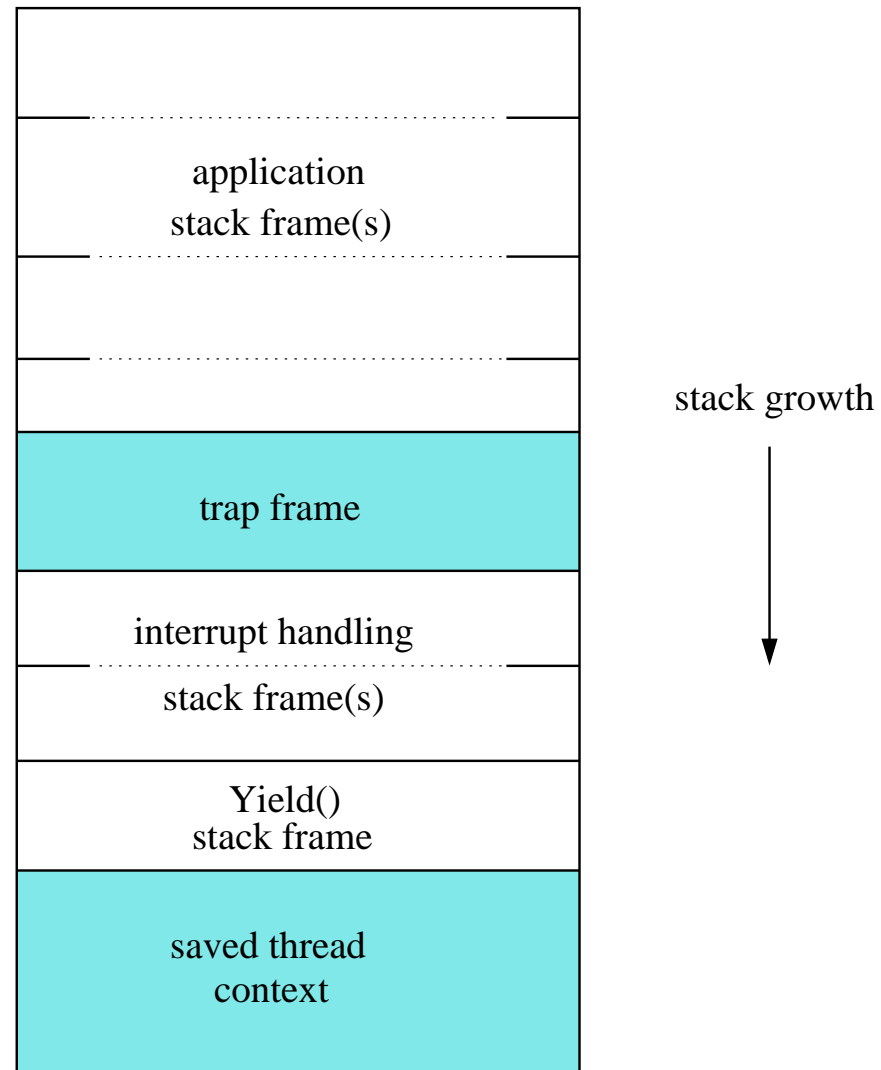 application
stack frame(s)
stack growth
trap frame
interrupt handling
stack frame(s)
Yield()
stack frame
saved thread
context